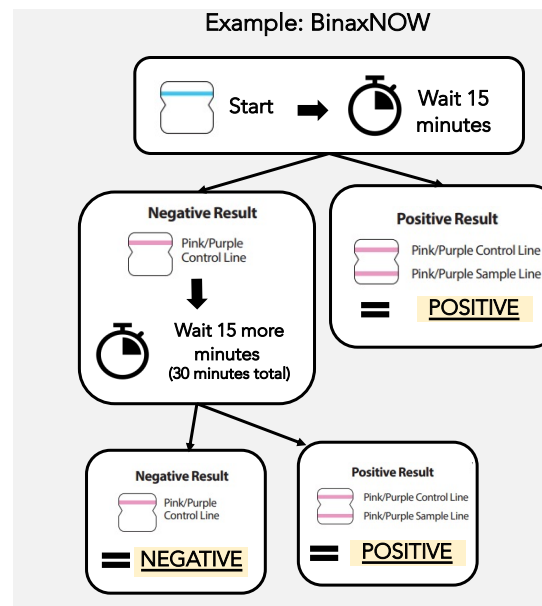 Example: BinaxNOW
Start
Wait 15
minutes
Negative Result
Pink/Purple
Control Line
Wait 15 more
minutes
(30 minutes total)
Positive Result
Pink/Purple Control Line
Pink/Purple Sample Line
= POSITIVE
Negative Result
Pink/Purple
Control Line
= NEGATIVE
Positive Result
Pink/Purple Control Line
Pink/Purple Sample Line
= POSITIVE